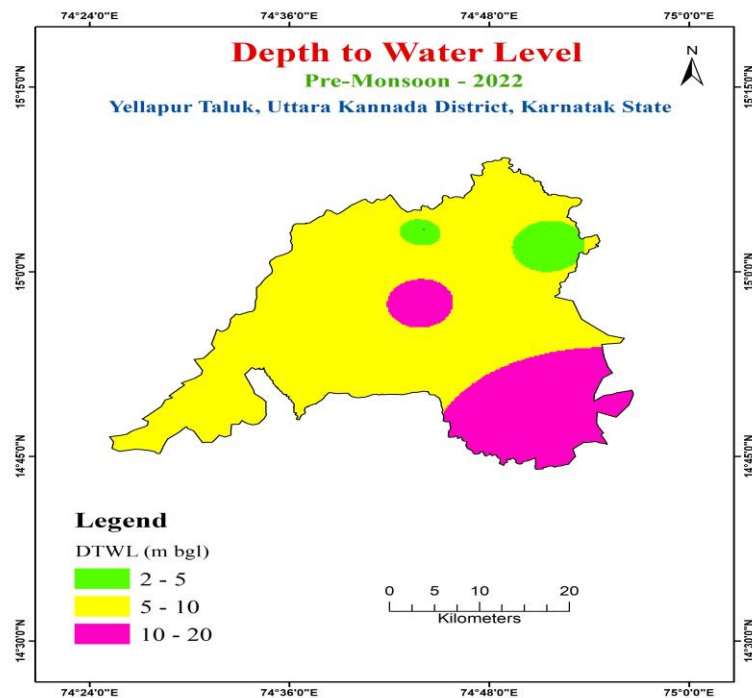 74°24'0"E 74°36'0"E 74°48'0"E 75°0'0"E
Depth to Water Level
Pre-Monsoon - 2022
Yellapur Taluk, Uttara Kannada District, Karnatak State
N
15°15'0"N 15°15'0"N
15°0'0"N 15°0'0"N
14°45'0"N 14°45'0"N
Legend
DTWL (m bgl)
2 - 5
5 - 10
10 - 20
0 5 10 20
Kilometers
14°30'0"N 14°30'0"N
74°24'0"E 74°36'0"E 74°48'0"E 75°0'0"E